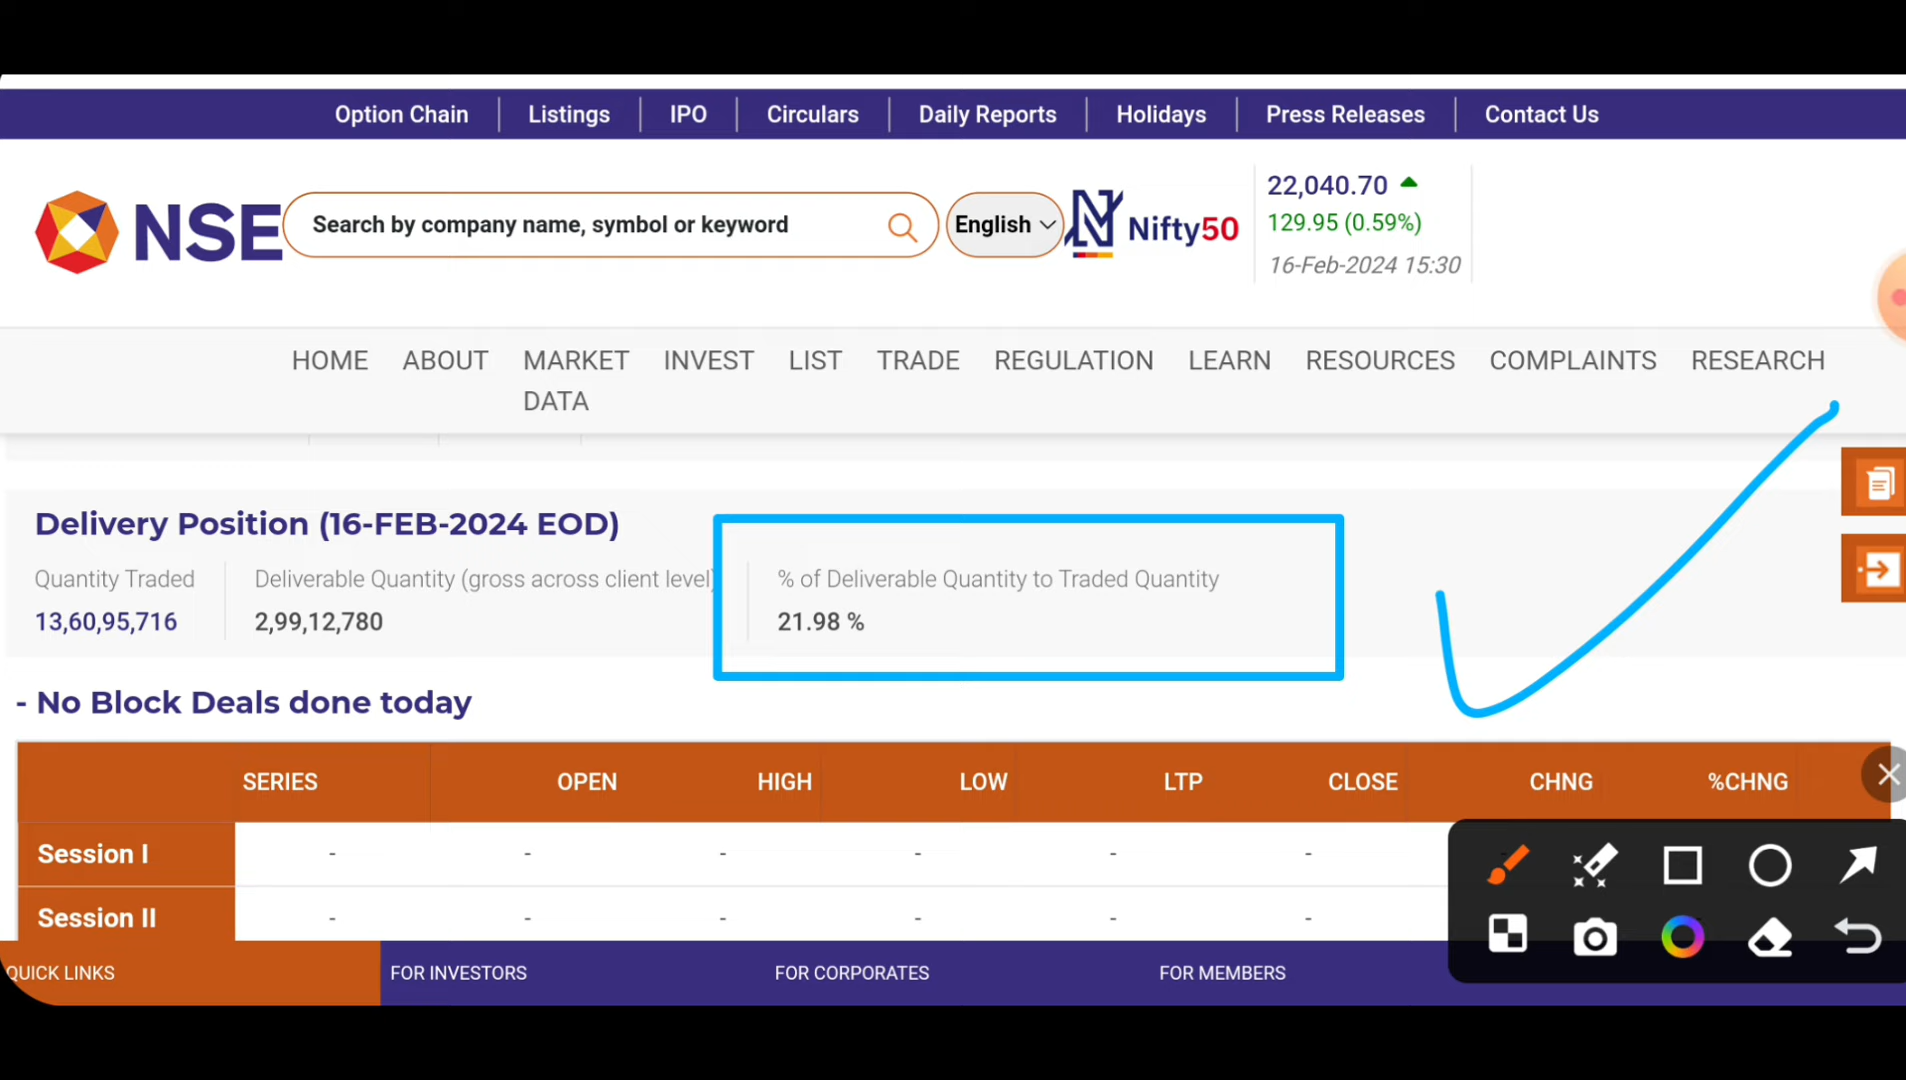 Option Chain Listings IPO Circulars Daily Reports Holidays Press Releases Contact Us
NSE Search by company name, symbol or keyword English Nifty50
22,040.70
129.95 (0.59%)
16-Feb-2024 15:30
HOME ABOUT MARKET DATA INVEST LIST TRADE REGULATION LEARN RESOURCES COMPLAINTS RESEARCH
Delivery Position (16-FEB-2024 EOD)
Quantity Traded Deliverable Quantity (gross across client level) % of Deliverable Quantity to Traded Quantity
13,60,95,716 2,99,12,780 21.98 %
- No Block Deals done today
SERIES OPEN HIGH LOW LTP CLOSE CHNG %CHNG
Session I - - - - - -
Session II - - - - - -
QUICK LINKS FOR INVESTORS FOR CORPORATES FOR MEMBERS